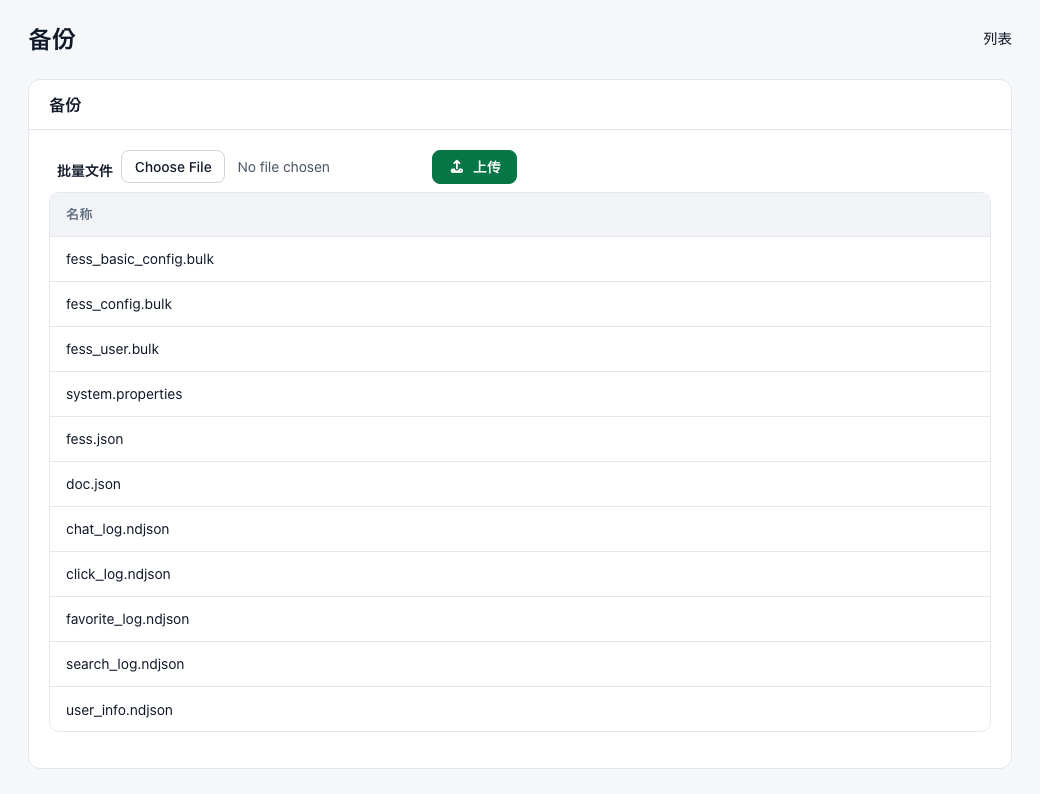 备份
列表
备份
批量文件 Choose File No file chosen 上传
名称
fess_basic_config.bulk
fess_config.bulk
fess_user.bulk
system.properties
fess.json
doc.json
chat_log.ndjson
click_log.ndjson
favorite_log.ndjson
search_log.ndjson
user_info.ndjson